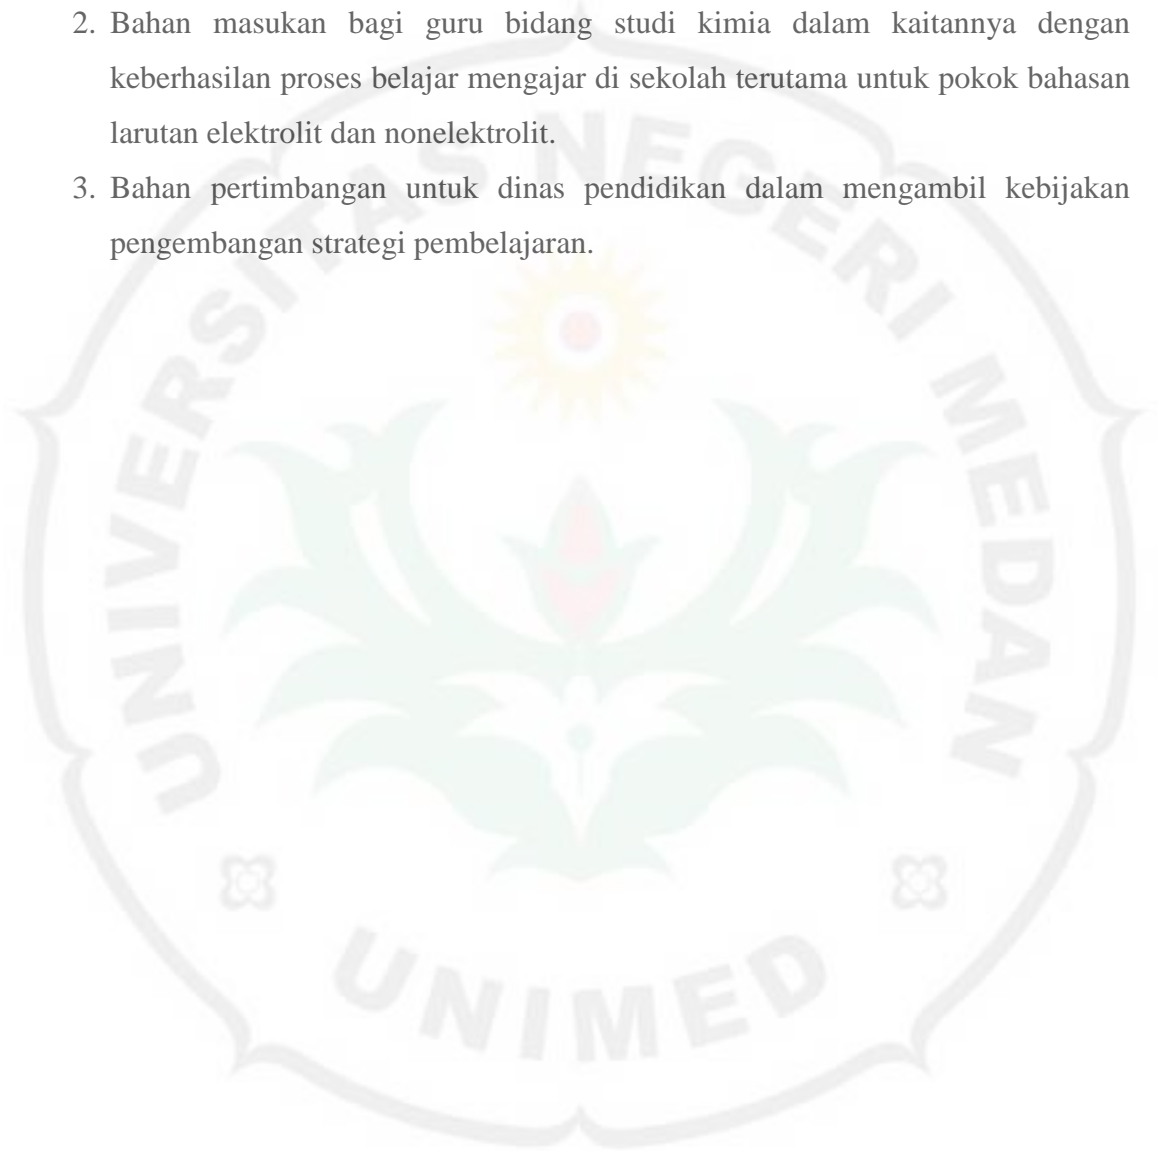 2. Bahan masukan bagi guru bidang studi kimia dalam kaitannya dengan
keberhasilan proses belajar mengajar di sekolah terutama untuk pokok bahasan
larutan elektrolit dan nonelektrolit.
3. Bahan pertimbangan untuk dinas pendidikan dalam mengambil kebijakan
pengembangan strategi pembelajaran.
UNIVERSITAS NEGERI MEDAN
UNIMED